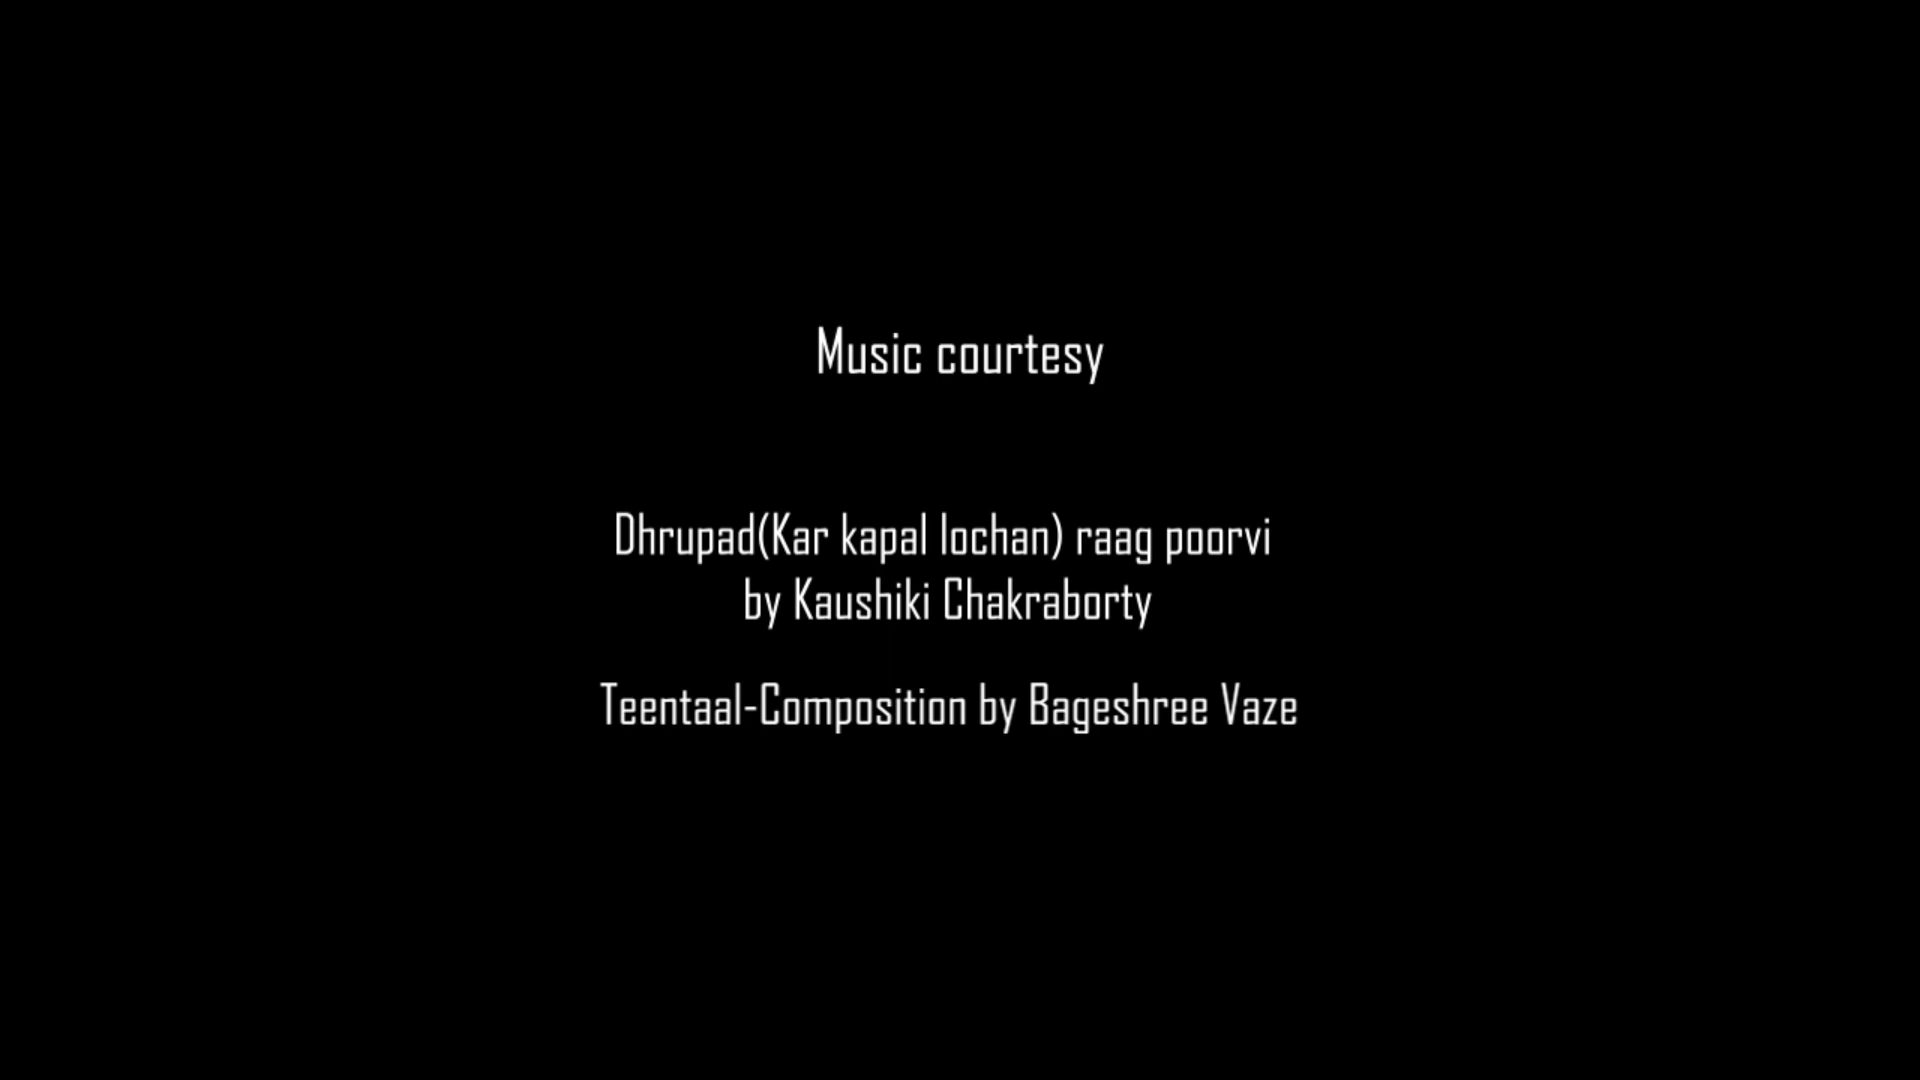 Music courtesy
Dhrupad(Kar kapal lochan) raag poorvi
by Kaushiki Chakraborty
Teentaal-Composition by Bageshree Vaze